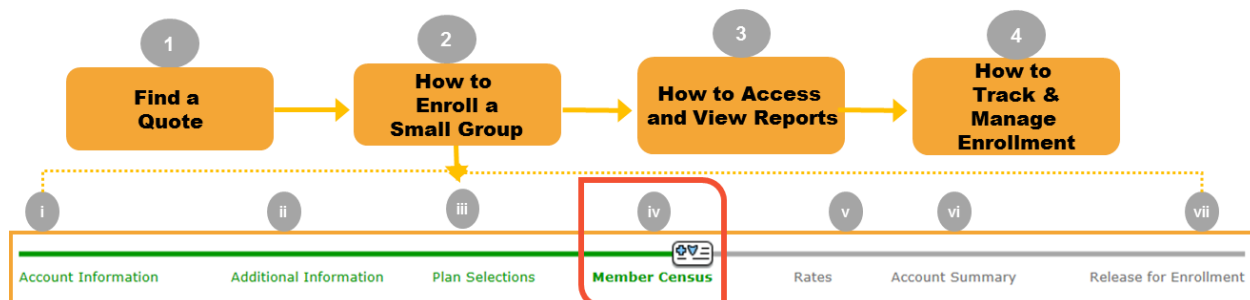 1
2
3
4
Find a
Quote
How to
Enroll a
Small Group
How to Access
and View Reports
How to
Track &
Manage
Enrollment
i
ii
iii
iv
v
vi
vii
Account Information
Additional Information
Plan Selections
Member Census
Rates
Account Summary
Release for Enrollment